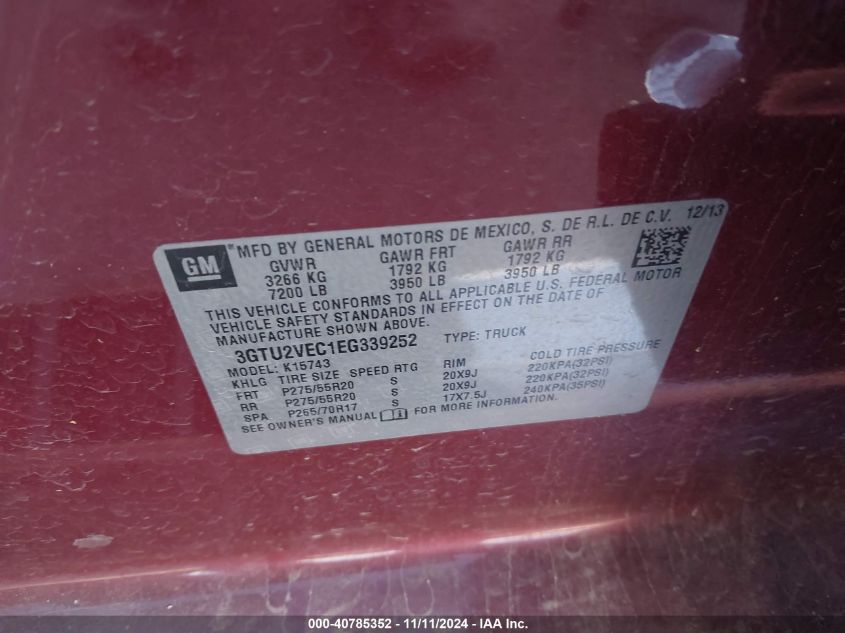 GM
® MFD BY GENERAL MOTORS DE MEXICO, S. DE R.L. DE C.V. 12/13
GVWR GAWR FRT GAWR RR
3266 KG 1792 KG 1792 KG
7200 LB 3950 LB 3950 LB
THIS VEHICLE CONFORMS TO ALL APPLICABLE U.S. FEDERAL MOTOR
VEHICLE SAFETY STANDARDS IN EFFECT ON THE DATE OF
MANUFACTURE SHOWN ABOVE.
3GTU2VEC1EG339252 TYPE: TRUCK
MODEL: K15743
KHLG TIRE SIZE SPEED RTG RIM COLD TIRE PRESSURE
FRT P275/55R20 S 20X9J 220KPA(32PSI)
RR P275/55R20 S 20X9J 220KPA(32PSI)
SPA P265/70R17 S 17X7.5J 240KPA(35PSI)
SEE OWNER'S MANUAL FOR MORE INFORMATION.
000-40785352 - 11/11/2024 - IAA Inc.